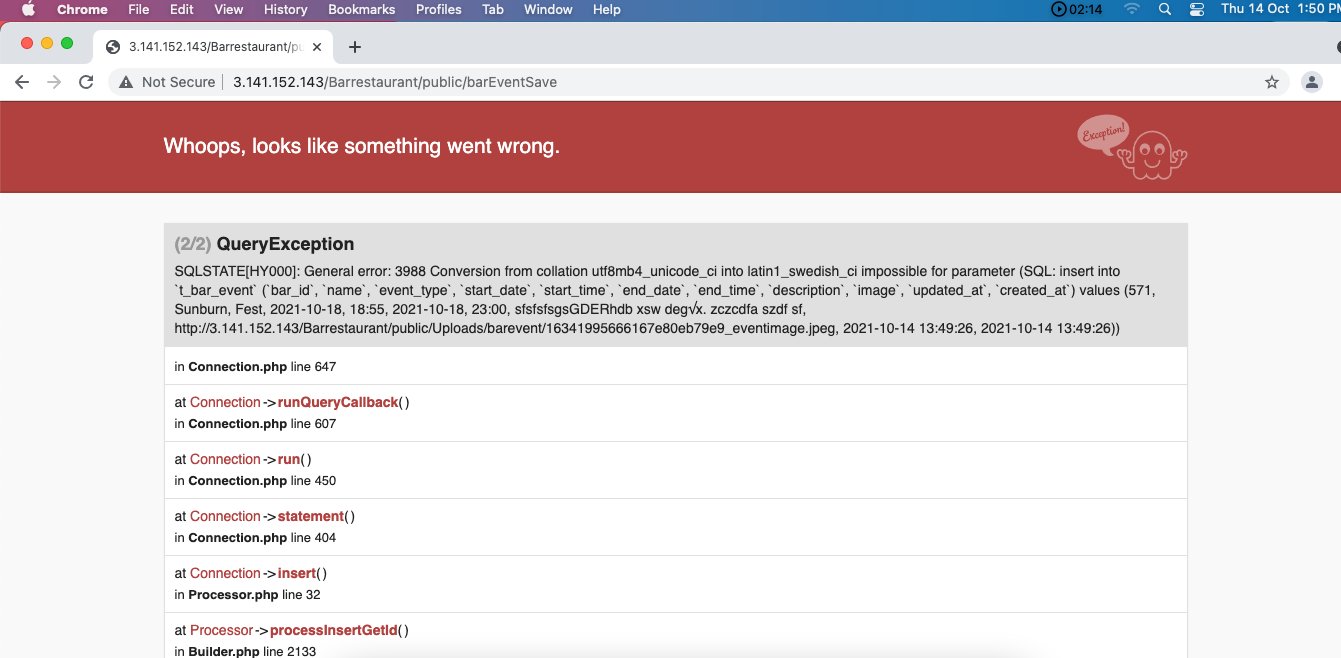 Chrome File Edit View History Bookmarks Profiles Tab Window Help 02:14 Thu 14 Oct 1:50 PM
3.141.152.143/Barrestaurant/pu
Not Secure 3.141.152.143/Barrestaurant/public/barEventSave
Whoops, looks like something went wrong.
Exception!
(2/2) QueryException
SQLSTATE[HY000]: General error: 3988 Conversion from collation utf8mb4_unicode_ci into latin1_swedish_ci impossible for parameter (SQL: insert into
`t_bar_event` (`bar_id`, `name`, `event_type`, `start_date`, `start_time`, `end_date`, `end_time`, `description`, `image`, `updated_at`, `created_at`) values (571,
Sunburn, Fest, 2021-10-18, 18:55, 2021-10-18, 23:00, sfsfsfsgsGDERhdb xsw deg√x. zczcdfa szdf sf,
http://3.141.152.143/Barrestaurant/public/Uploads/barevent/16341995666167e80eb79e9_eventimage.jpeg, 2021-10-14 13:49:26, 2021-10-14 13:49:26))
in Connection.php line 647
at Connection->runQueryCallback()
in Connection.php line 607
at Connection->run()
in Connection.php line 450
at Connection->statement()
in Connection.php line 404
at Connection->insert()
in Processor.php line 32
at Processor->processInsertGetId()
in Builder.php line 2133